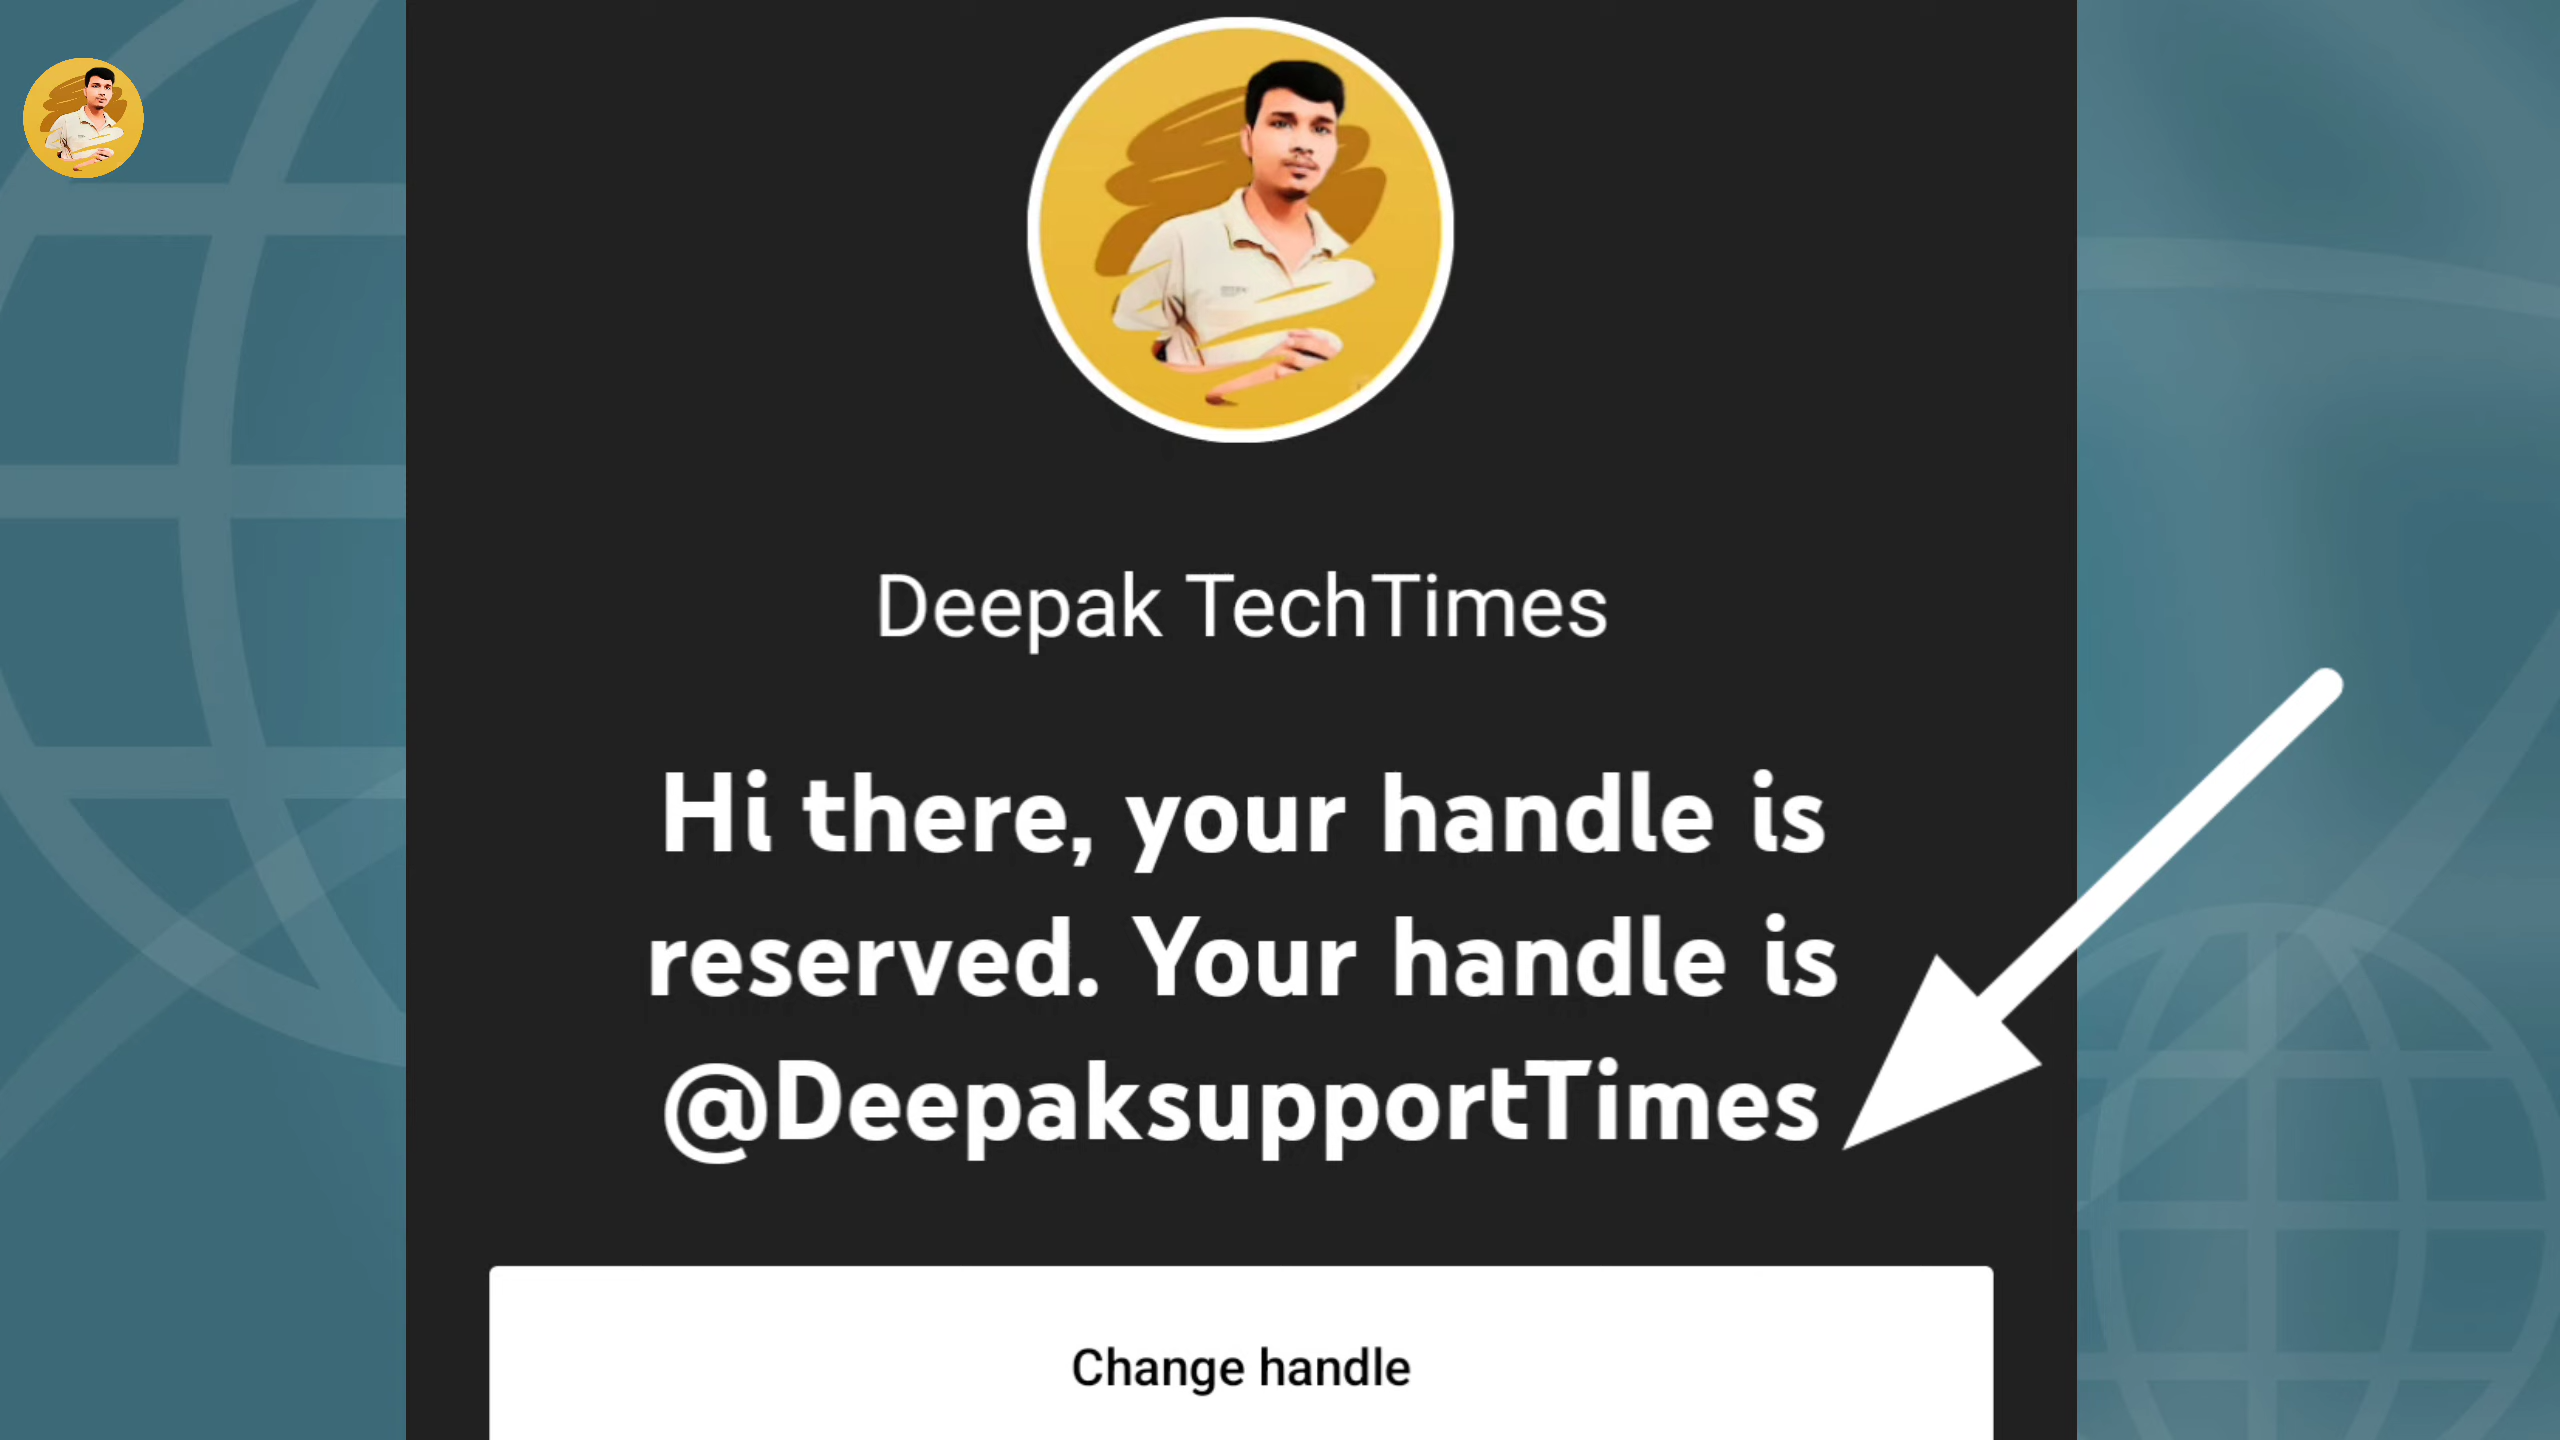 Deepak TechTimes
Hi there, your handle is
reserved. Your handle is
@DeepaksupportTimes
Change handle